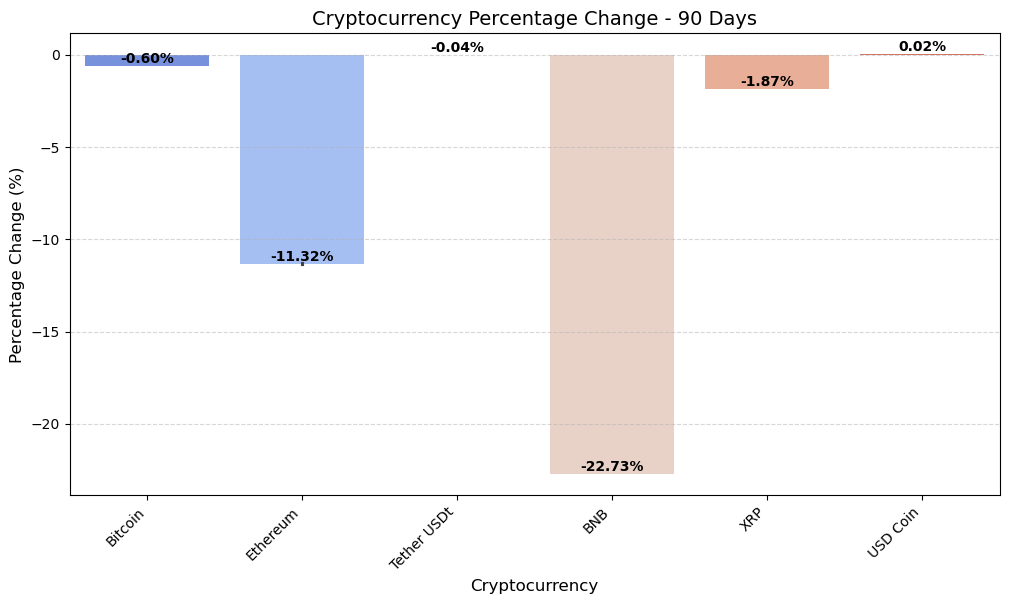 Cryptocurrency Percentage Change - 90 Days
Percentage Change (%)
0
−5
−10
−15
−20
-0.60%
-11.32%
-0.04%
-22.73%
-1.87%
0.02%
Bitcoin
Ethereum
Tether USDt
BNB
XRP
USD Coin
Cryptocurrency